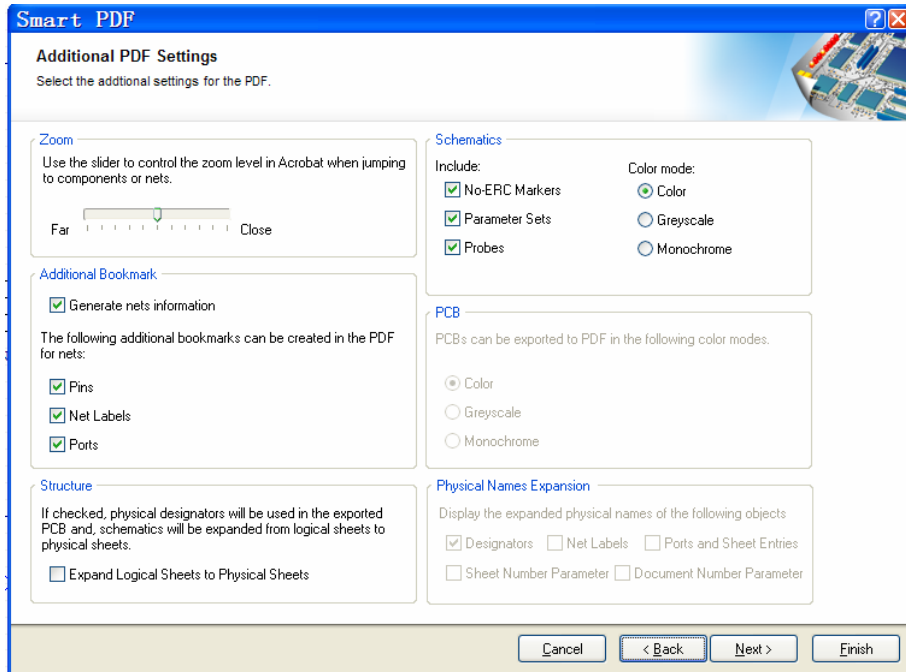 Smart PDF
Additional PDF Settings
Select the addtional settings for the PDF.
Zoom
Use the slider to control the zoom level in Acrobat when jumping
to components or nets.
Far
Close
Additional Bookmark
Generate nets information
The following additional bookmarks can be created in the PDF
for nets:
Pins
Net Labels
Ports
Structure
If checked, physical designators will be used in the exported
PCB and, schematics will be expanded from logical sheets to
physical sheets.
Expand Logical Sheets to Physical Sheets
Schematics
Include:
No-ERC Markers
Parameter Sets
Probes
Color mode:
Color
Greyscale
Monochrome
PCB
PCBs can be exported to PDF in the following color modes.
Color
Greyscale
Monochrome
Physical Names Expansion
Display the expanded physical names of the following objects
Designators Net Labels Ports and Sheet Entries
Sheet Number Parameter Document Number Parameter
Cancel < Back Next > Finish